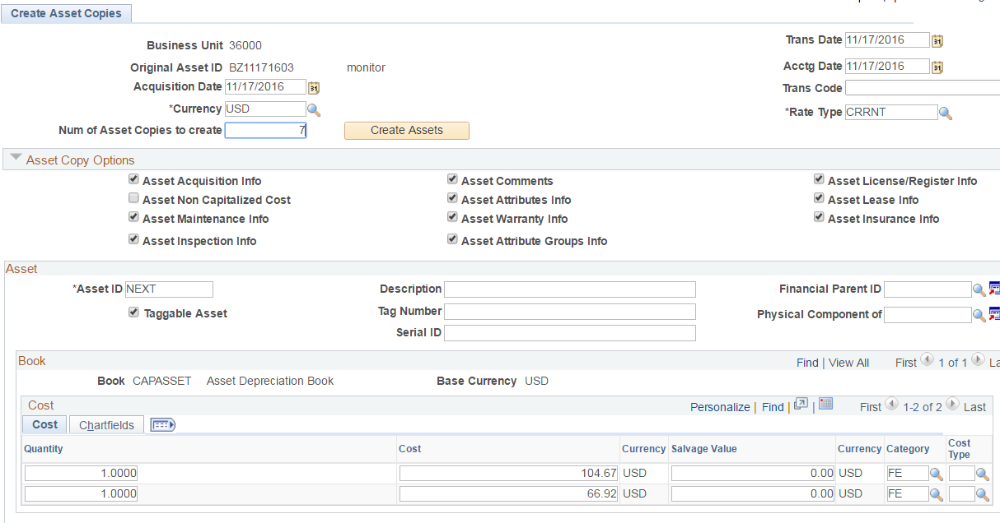 Create Asset Copies
Business Unit 36000
Trans Date 11/17/2016 31
Original Asset ID BZ11171603 monitor
Acctg Date 11/17/2016 31
Acquisition Date 11/17/2016 31
Trans Code
*Currency USD
*Rate Type CRRNT
Num of Asset Copies to create 7 Create Assets
Asset Copy Options
Asset Acquisition Info Asset Comments Asset License/Register Info
Asset Non Capitalized Cost Asset Attributes Info Asset Lease Info
Asset Maintenance Info Asset Warranty Info Asset Insurance Info
Asset Inspection Info Asset Attribute Groups Info
Asset
*Asset ID NEXT Description Financial Parent ID
Taggable Asset Tag Number Physical Component of
Serial ID
Book Find | View All First 1 of 1 La
Book CAPASSET Asset Depreciation Book Base Currency USD
Cost Personalize | Find | | First 1-2 of 2 Last
Cost Chartfields
Quantity Cost Currency Salvage Value Currency Category Cost Type
1.0000 104.67 USD 0.00 USD FE
1.0000 66.92 USD 0.00 USD FE